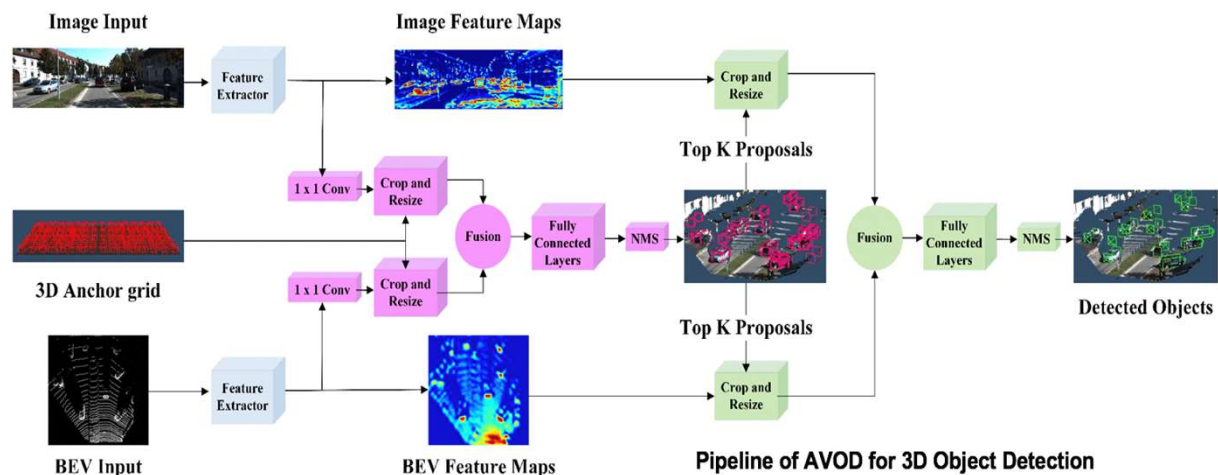 Image Input
Image Feature Maps
Feature
Extractor
Crop and
Resize
Top K Proposals
1 x 1 Conv
Crop and
Resize
Fusion
Fully
Connected
Layers
NMS
Fusion
Fully
Connected
Layers
NMS
3D Anchor grid
1 x 1 Conv
Crop and
Resize
Detected Objects
Top K Proposals
Feature
Extractor
Crop and
Resize
BEV Input
BEV Feature Maps
Pipeline of AVOD for 3D Object Detection